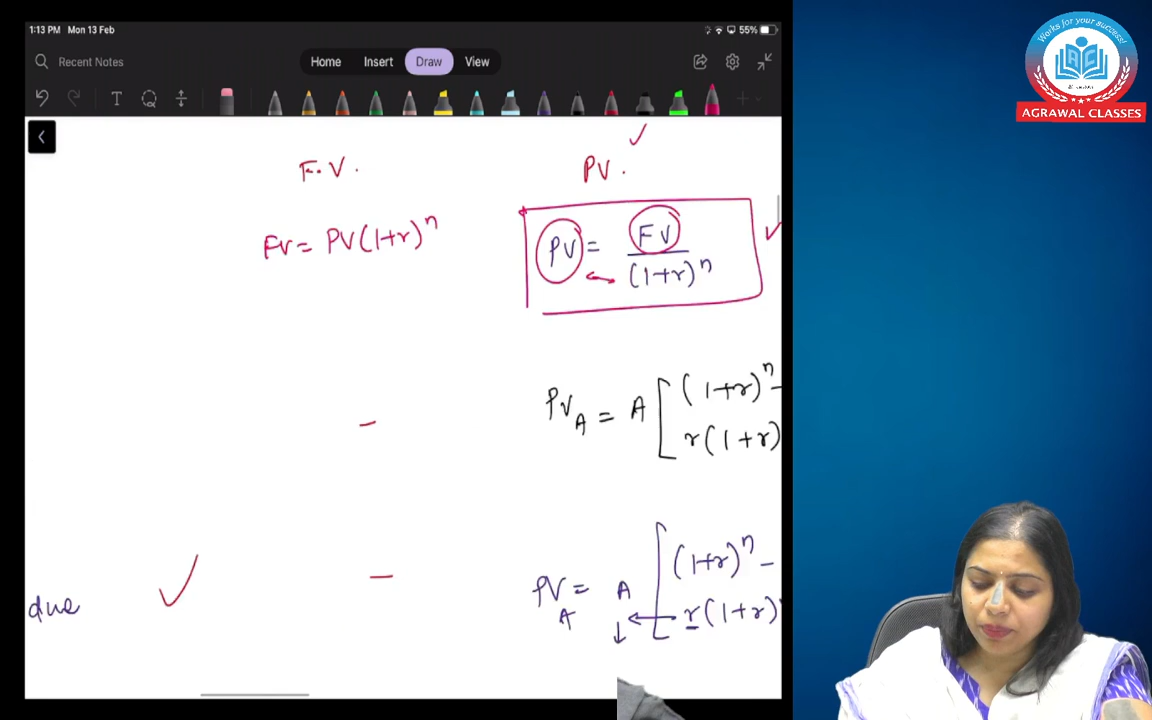 1:13 PM Mon 13 Feb
55%
Recent Notes
Home Insert Draw View
Works for your success!
AC
AGRAWAL CLASSES
F.V. PV.
FV = PV(1+r)^n
PV = FV / (1+r)^n
PV_A = A [ (1+r)^n -
r(1+r)
due
PV_A = A [ (1+r)^n -
r(1+r)